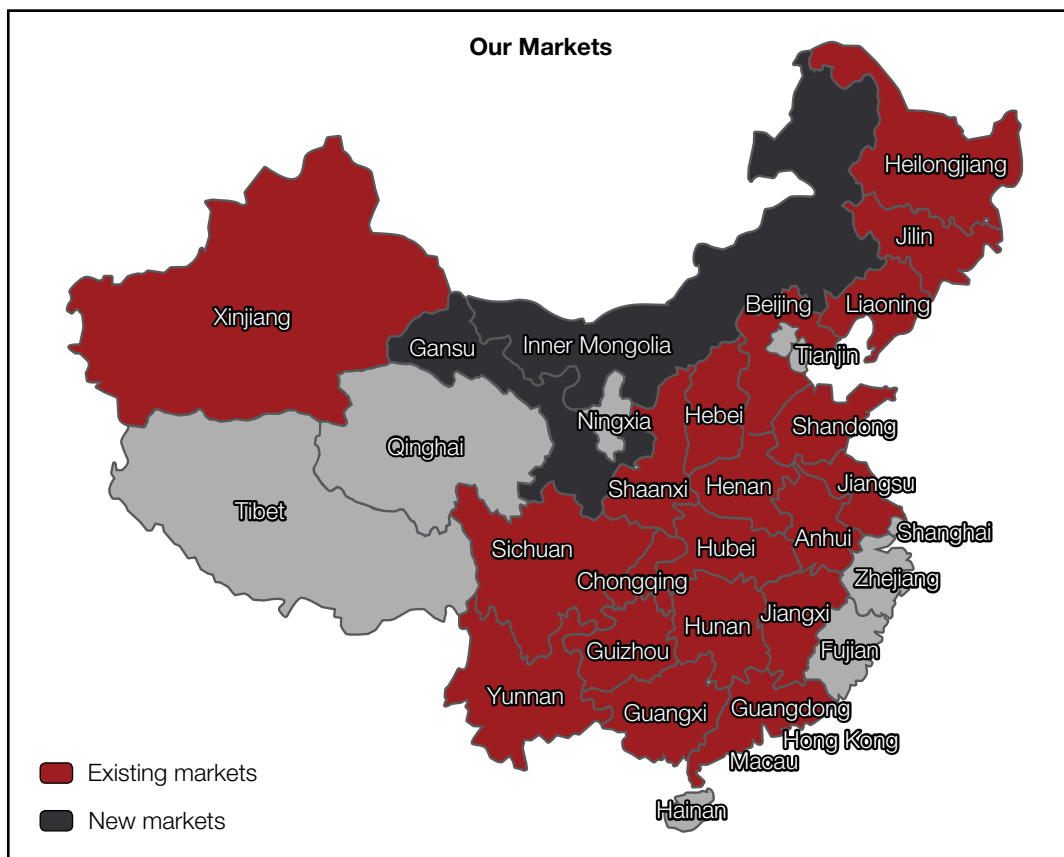 Our Markets
Heilongjiang
Jilin
Liaoning
Beijing
Xinjiang
Inner Mongolia
Gansu
Tianjin
Ningxia
Hebei
Shandong
Qinghai
Shaanxi
Henan
Jiangsu
Tibet
Shanghai
Sichuan
Hubei
Anhui
Chongqing
Zhejiang
Jiangxi
Hunan
Guizhou
Fujian
Yunnan
Guangxi
Guangdong
Hong Kong
Macau
Existing markets
Hainan
New markets